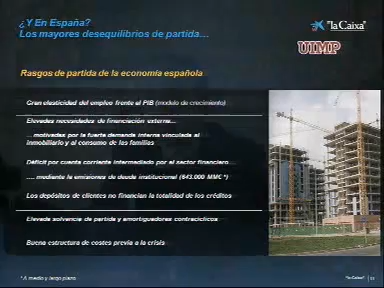 ¿Y En España?
Los mayores desequilibrios de partida…
"la Caixa"
UIMP
Rasgos de partida de la economía española
Gran elasticidad del empleo frente al PIB (modelo de crecimiento)
Elevadas necesidades de financiación externa…
…motivadas por la fuerte demanda interna vinculada al
inmobiliario y al consumo de las familias
Déficit por cuenta corriente intermediado por el sector financiero…
…. mediante la emisiones de deuda institucional (643.000 MM€ *)
Los depósitos de clientes no financian la totalidad de los créditos
Elevada solvencia de partida y amortiguadores contracíclicos
Buena estructura de costes previa a la crisis
* A medio y largo plazo
"la Caixa"